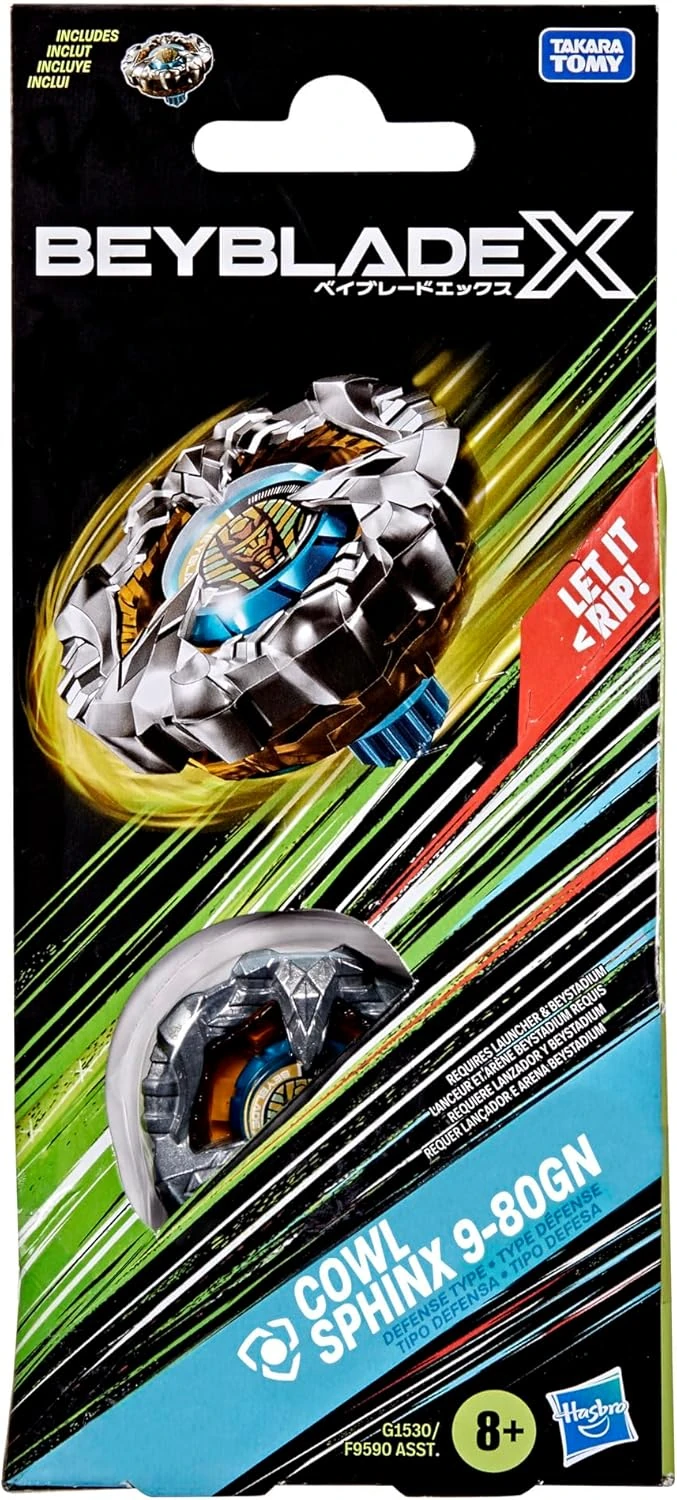 INCLUDES
INCLUT
INCLUYE
INCLUI
TAKARA
TOMY
BEYBLADE X
ベイブレードエックス
LET IT
RIP!
REQUIRES LAUNCHER & BEYSTADIUM
LANCEUR ET ARÈNE BEYSTADIUM REQUIS
REQUIERE LANZADOR Y BEYSTADIUM
REQUER LANÇADOR E ARENA BEYSTADIUM
BEYBLADE
COWL
SPHINX 9-80GN
DEFENSE TYPE • TYPE DÉFENSE
TIPO DEFENSA • TIPO DEFESA
G1530/
F9590 ASST.
8+
Hasbro